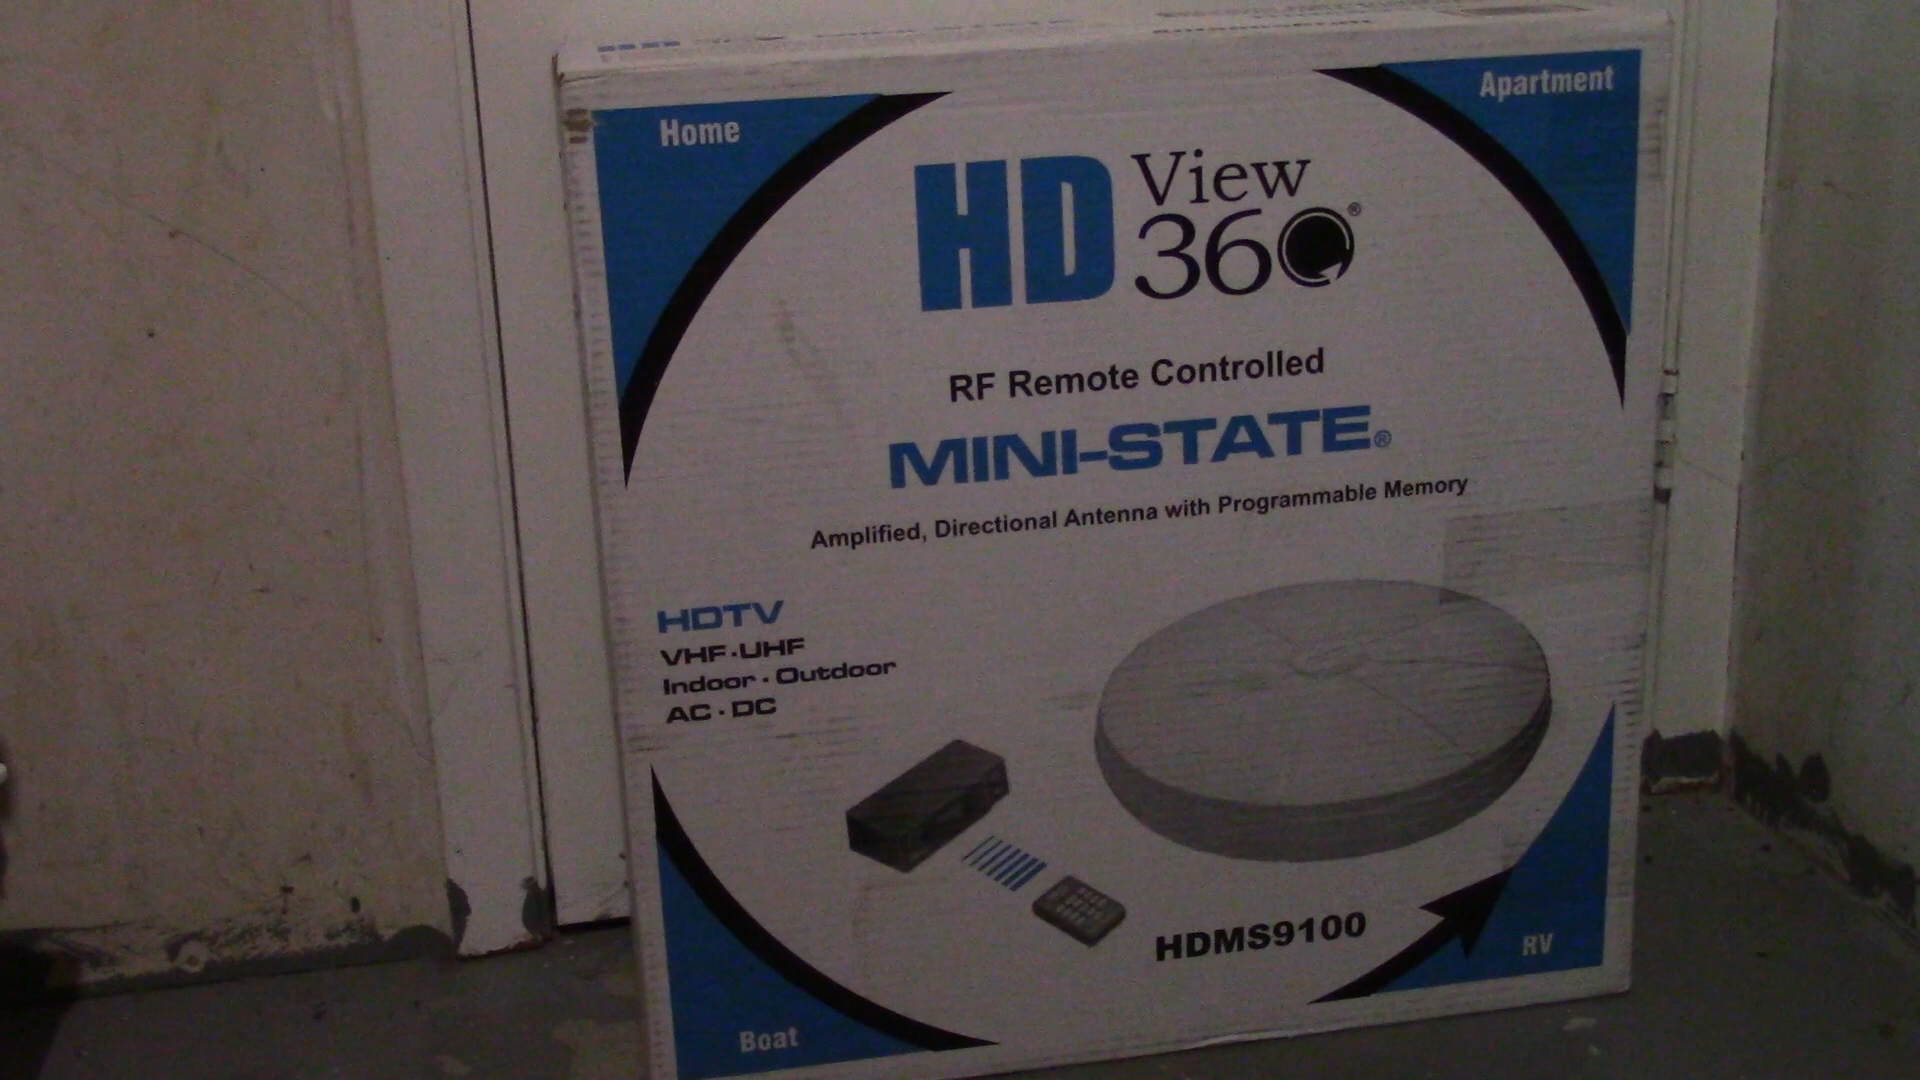 Home
Apartment
HD View 360®
RF Remote Controlled
MINI-STATE®
Amplified, Directional Antenna with Programmable Memory
HDTV
VHF·UHF
Indoor · Outdoor
AC · DC
HDMS9100
RV
Boat